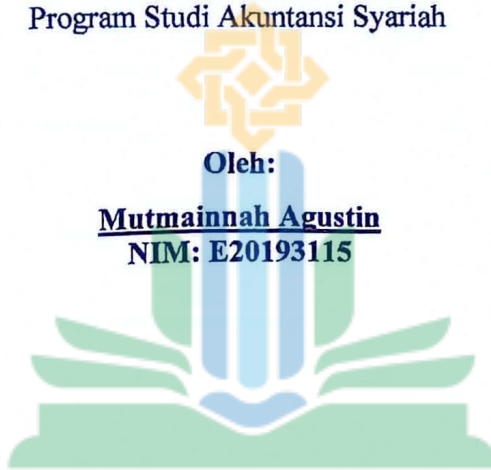 Program Studi Akuntansi Syariah
Oleh:
Mutmainnah Agustin
NIM: E20193115